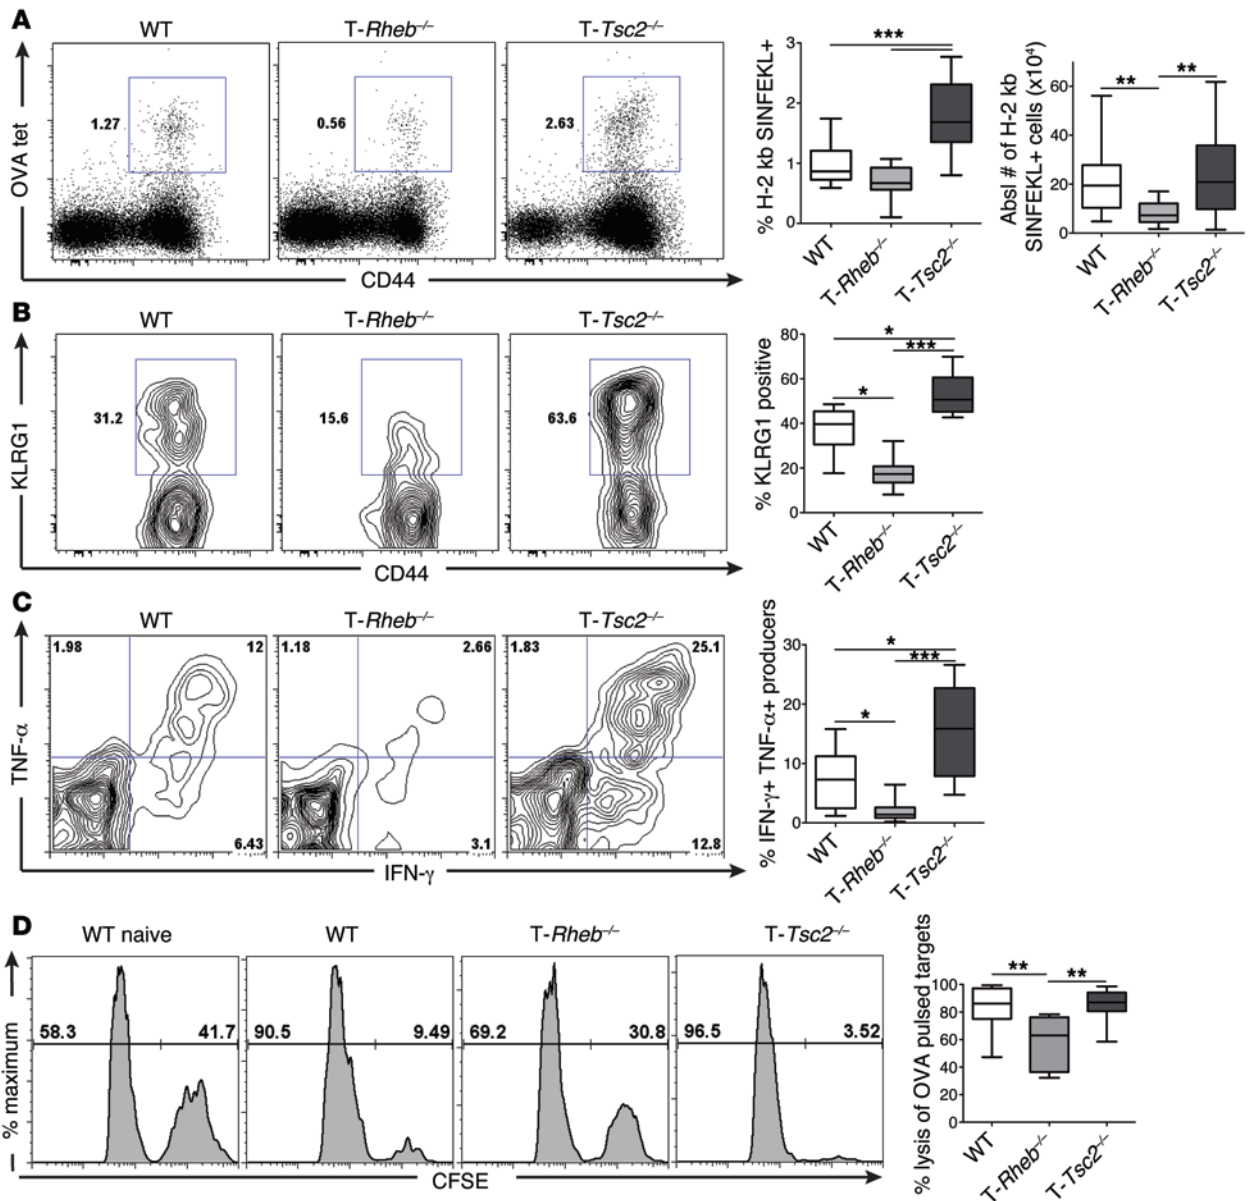 A
WT
T-Rheb–/–
T-Tsc2–/–
OVA tet
1.27
0.56
2.63
CD44
% H-2 kb SINFEKL+
3
2
1
0
***
WT
T-Rheb–/–
T-Tsc2–/–
Absl # of H-2 kb
SINFEKL+ cells (x10⁴)
60
40
20
0
**
**
WT
T-Rheb–/–
T-Tsc2–/–
B
WT
T-Rheb–/–
T-Tsc2–/–
KLRG1
31.2
15.6
63.6
CD44
% KLRG1 positive
80
60
40
20
0
*
***
*
WT
T-Rheb–/–
T-Tsc2–/–
C
WT
T-Rheb–/–
T-Tsc2–/–
TNF-α
1.98
12
6.43
1.18
2.66
3.1
1.83
25.1
12.8
IFN-γ
% IFN-γ+ TNF-α+ producers
30
20
10
0
*
***
*
WT
T-Rheb–/–
T-Tsc2–/–
D
WT naive
WT
T-Rheb–/–
T-Tsc2–/–
% maximum
58.3
41.7
90.5
9.49
69.2
30.8
96.5
3.52
CFSE
% lysis of OVA pulsed targets
100
80
60
40
20
0
**
**
WT
T-Rheb–/–
T-Tsc2–/–